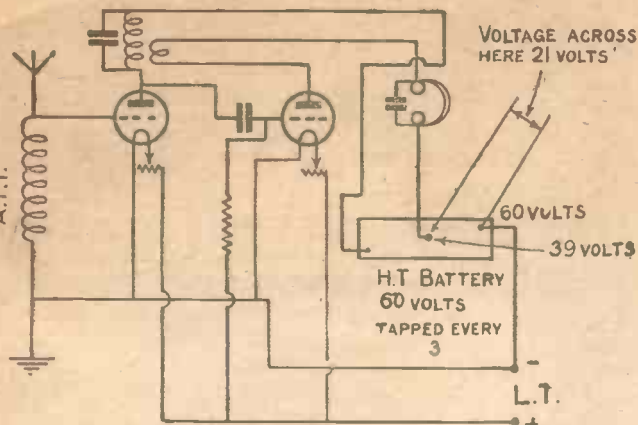 VOLTAGE ACROSS
HERE 21 VOLTS'
A.T.I.
60 VOLTS
39 VOLTS
H.T BATTERY
60 VOLTS
TAPPED EVERY
3
-
L.T.
+